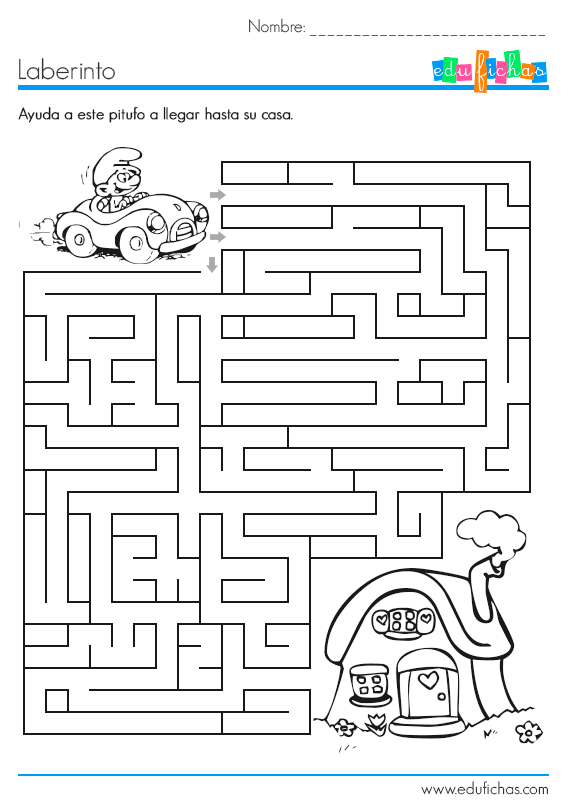 Nombre: ___________________________
Laberinto
edufichas
Ayuda a este pitufo a llegar hasta su casa.
www.edufichas.com